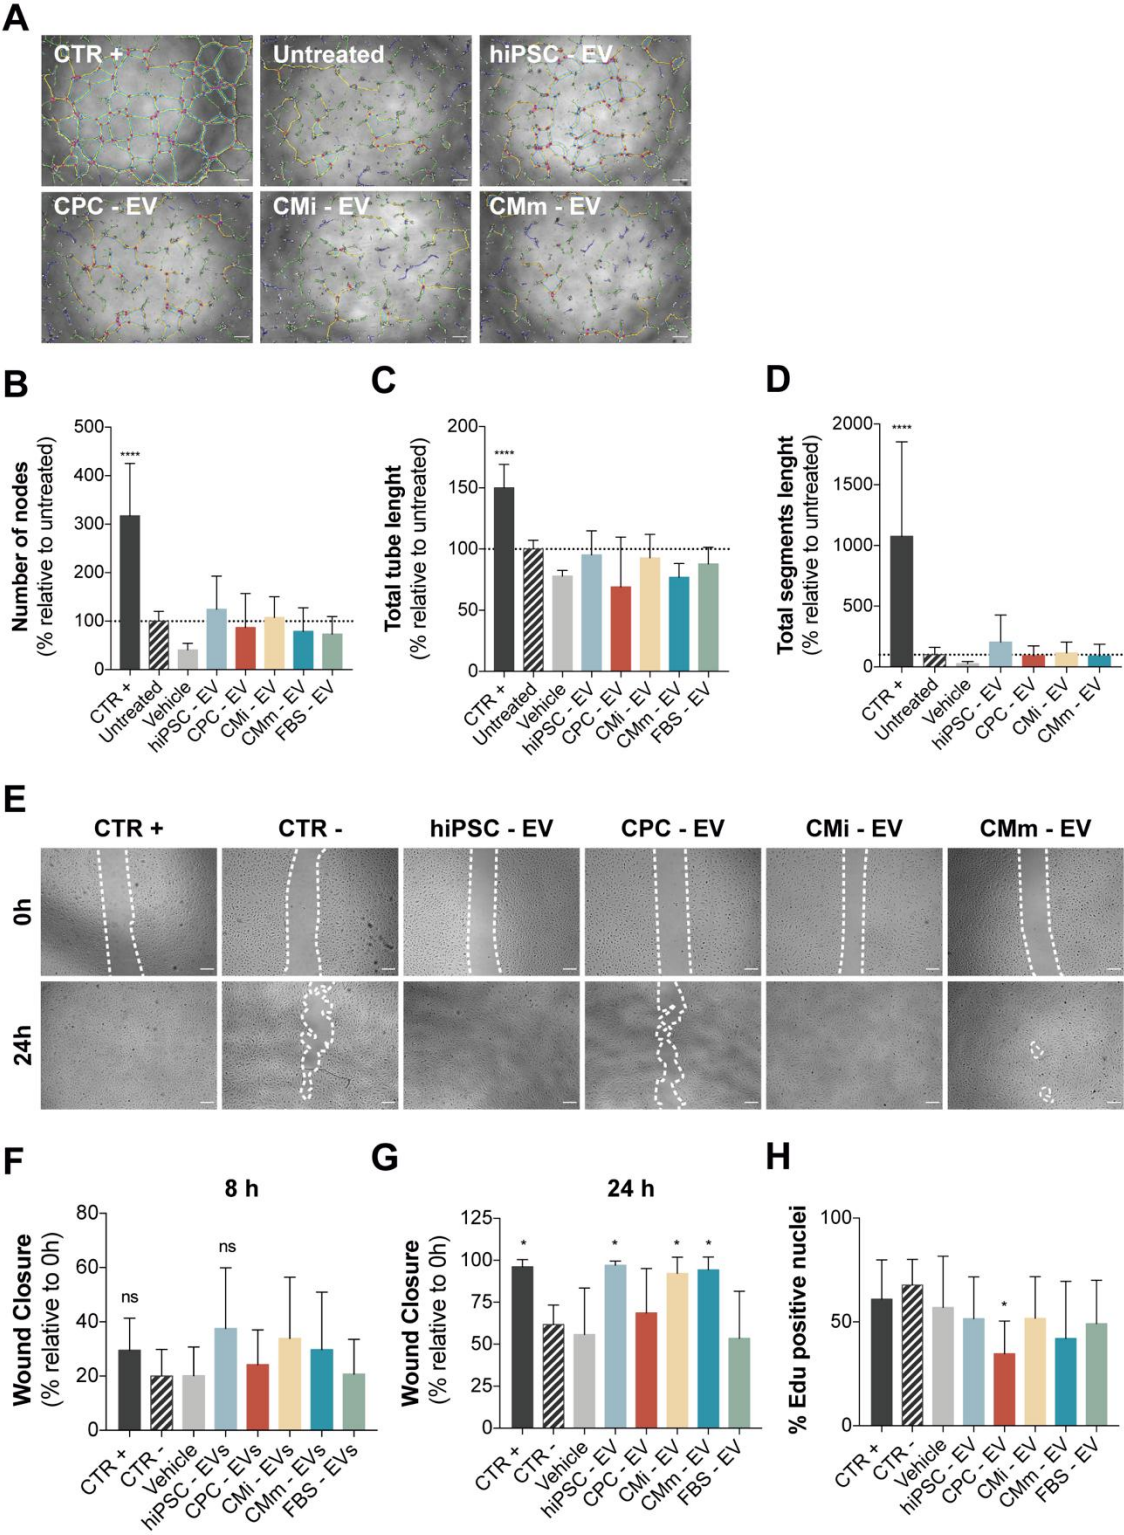 A
CTR +
Untreated
hiPSC - EV
CPC - EV
CMi - EV
CMm - EV
B
Number of nodes
(% relative to untreated)
500
400
300
200
100
0
****
CTR +
Untreated
Vehicle
hiPSC - EV
CPC - EV
CMi - EV
CMm - EV
FBS - EV
C
Total tube lenght
(% relative to untreated)
200
150
100
50
0
****
CTR +
Untreated
Vehicle
hiPSC - EV
CPC - EV
CMi - EV
CMm - EV
FBS - EV
D
Total segments lenght
(% relative to untreated)
2000
1500
1000
500
0
****
CTR +
Untreated
Vehicle
hiPSC - EV
CPC - EV
CMi - EV
CMm - EV
E
CTR +
CTR -
hiPSC - EV
CPC - EV
CMi - EV
CMm - EV
0h
24h
F
8 h
Wound Closure
(% relative to 0h)
80
60
40
20
0
ns
ns
CTR +
CTR -
Vehicle
hiPSC - EVs
CPC - EVs
CMi - EVs
CMm - EVs
FBS - EVs
G
24 h
Wound Closure
(% relative to 0h)
125
100
75
50
25
0
*
*
*
*
CTR +
CTR -
Vehicle
hiPSC - EV
CPC - EV
CMi - EV
CMm - EV
FBS - EV
H
% Edu positive nuclei
100
50
0
*
CTR +
CTR -
Vehicle
hiPSC - EV
CPC - EV
CMi - EV
CMm - EV
FBS - EV